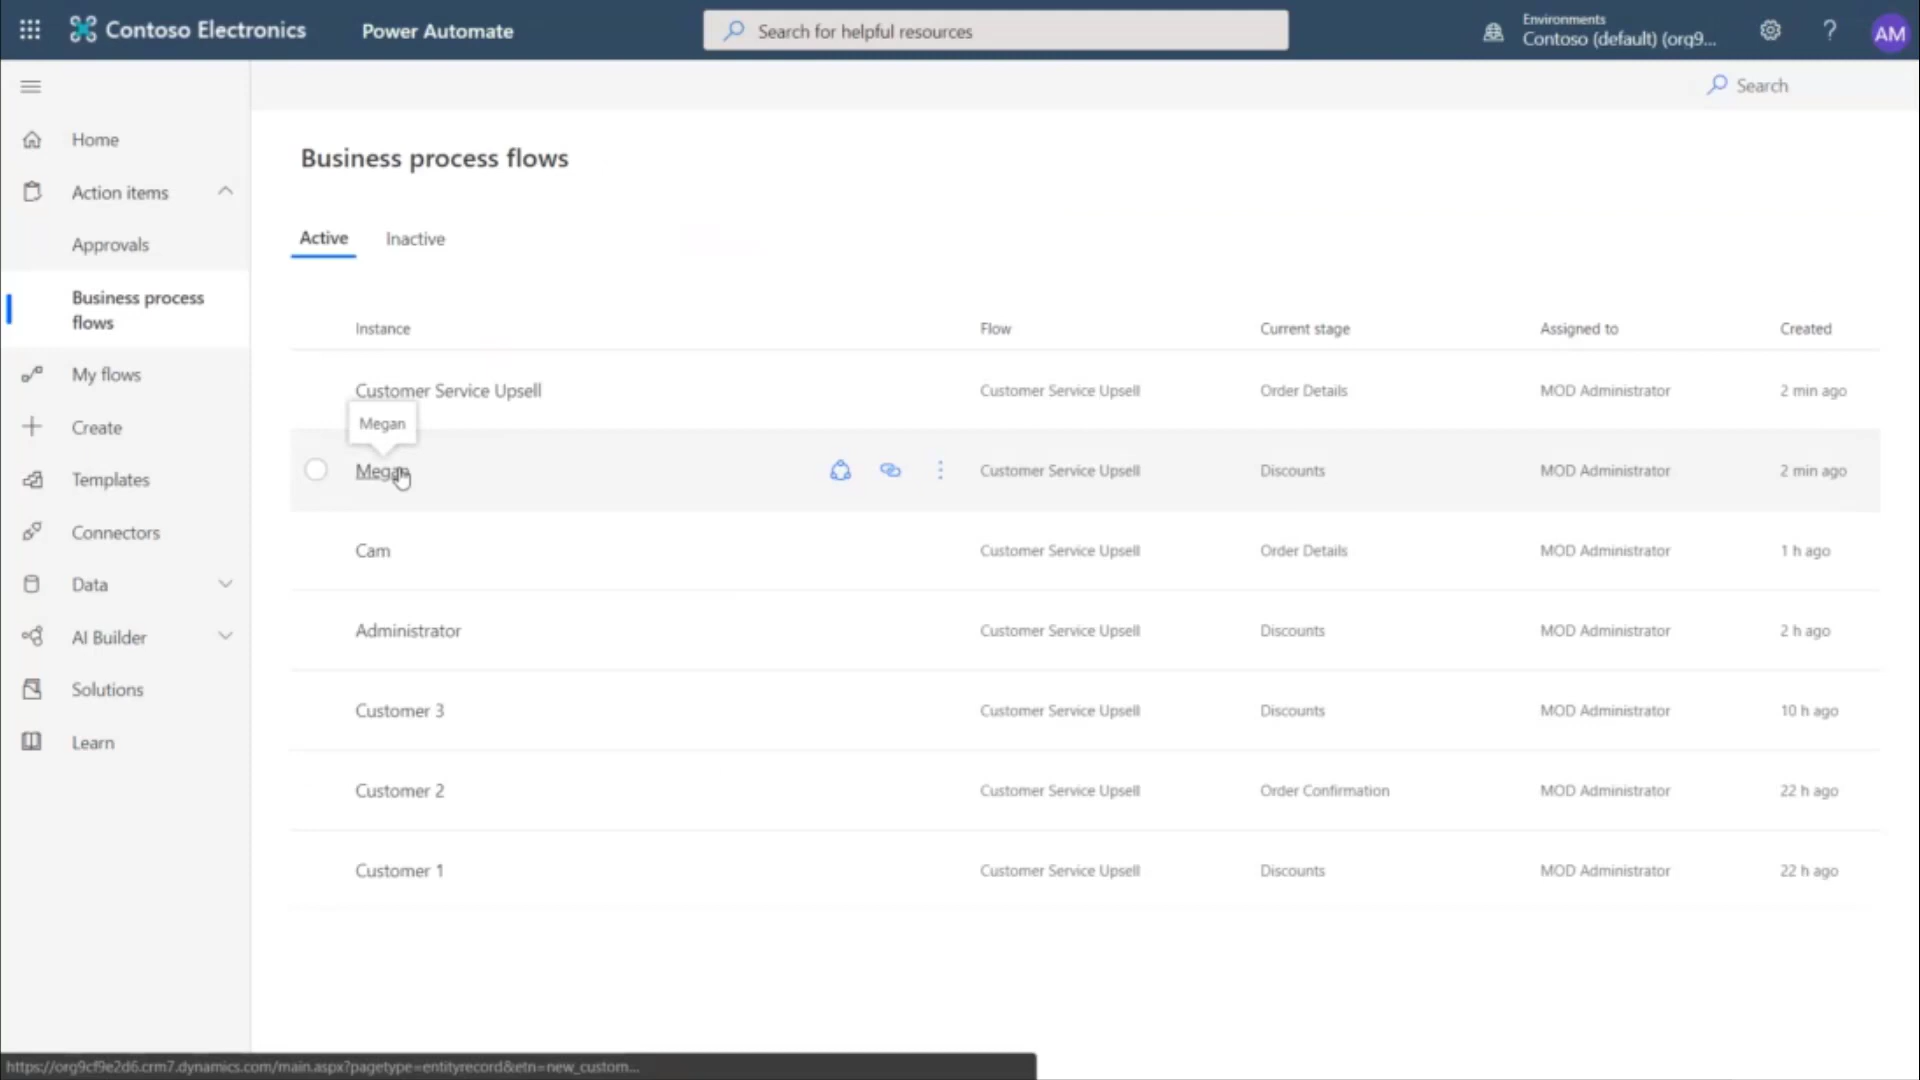 Contoso Electronics
Power Automate
Search for helpful resources
Environments
Contoso (default) (org9...
?
AM
Search
Home
Action items
Approvals
Business process
flows
My flows
Create
Templates
Connectors
Data
AI Builder
Solutions
Learn
Business process flows
Active Inactive
Instance Flow Current stage Assigned to Created
Customer Service Upsell Customer Service Upsell Order Details MOD Administrator 2 min ago
Megan
Megan Customer Service Upsell Discounts MOD Administrator 2 min ago
Cam Customer Service Upsell Order Details MOD Administrator 1 h ago
Administrator Customer Service Upsell Discounts MOD Administrator 2 h ago
Customer 3 Customer Service Upsell Discounts MOD Administrator 10 h ago
Customer 2 Customer Service Upsell Order Confirmation MOD Administrator 22 h ago
Customer 1 Customer Service Upsell Discounts MOD Administrator 22 h ago
https://org9cf9e2d6.crm7.dynamics.com/main.aspx?pagetype=entityrecord&etn=new_custom...